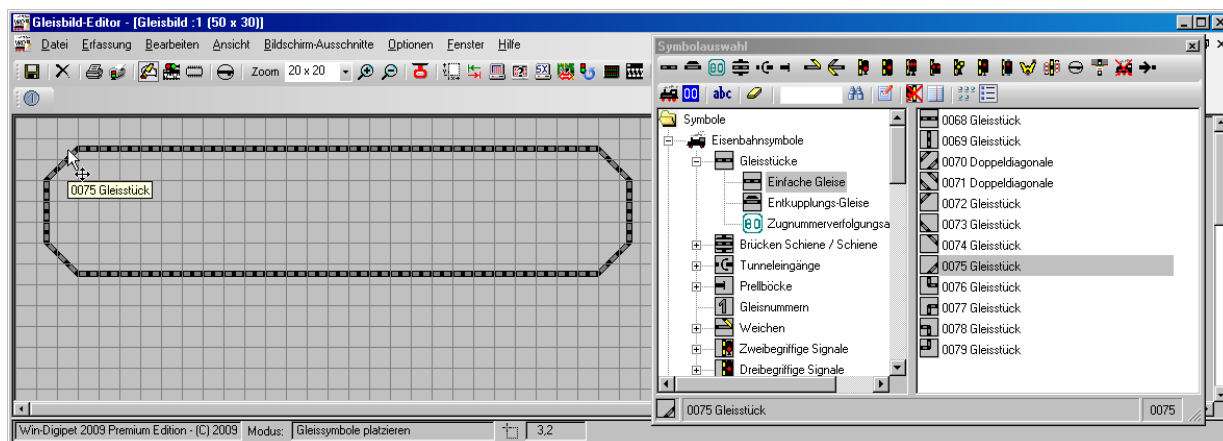 Gleisbild-Editor - [Gleisbild :1 (50 x 30)]
Datei Erfassung Bearbeiten Ansicht Bildschirm-Ausschnitte Optionen Fenster Hilfe
Zoom 20 x 20
0075 Gleisstück
Symbolauswahl
00 abc
Symbole
Eisenbahnsymbole
Gleisstücke
Einfache Gleise
Entkupplungs-Gleise
80 Zugnummerverfolgungsa
Brücken Schiene / Schiene
Tunneleingänge
Prellböcke
1 Gleisnummern
Weichen
Zweibegriffige Signale
Dreibegriffige Signale
0068 Gleisstück
0069 Gleisstück
0070 Doppeldiagonale
0071 Doppeldiagonale
0072 Gleisstück
0073 Gleisstück
0074 Gleisstück
0075 Gleisstück
0076 Gleisstück
0077 Gleisstück
0078 Gleisstück
0079 Gleisstück
0075 Gleisstück 0075
Win-Digipet 2009 Premium Edition - (C) 2009 Modus: Gleissymbole platzieren 3,2